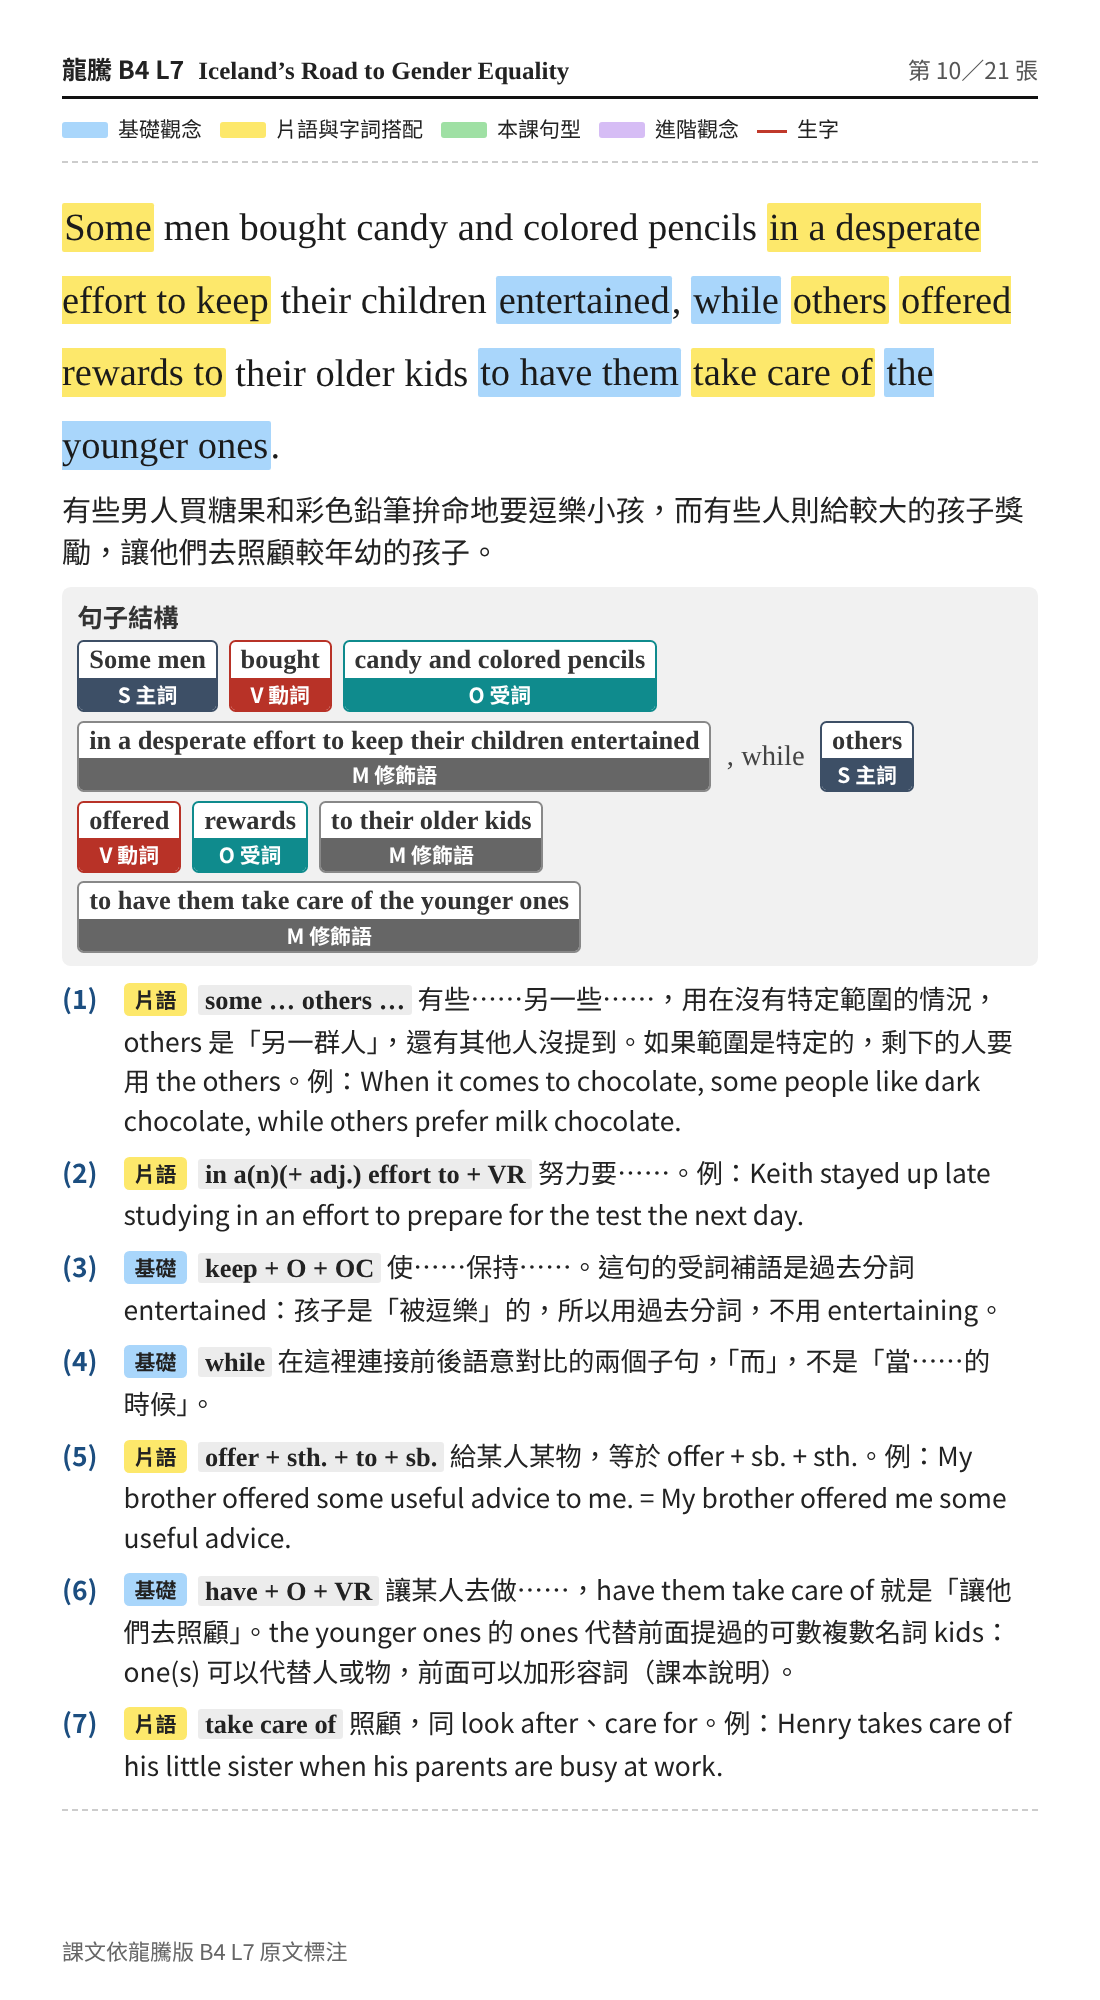 龍騰 B4 L7 Iceland’s Road to Gender Equality 第 10／21 張
基礎觀念 片語與字詞搭配 本課句型 進階觀念 生字
Some men bought candy and colored pencils in a desperate
effort to keep their children entertained, while others offered
rewards to their older kids to have them take care of the
younger ones.
有些男人買糖果和彩色鉛筆拚命地要逗樂小孩，而有些人則給較大的孩子獎
勵，讓他們去照顧較年幼的孩子。
句子結構
Some men bought candy and colored pencils
S 主詞 V 動詞 O 受詞
in a desperate effort to keep their children entertained , while others
M 修飾語 S 主詞
offered rewards to their older kids
V 動詞 O 受詞 M 修飾語
to have them take care of the younger ones
M 修飾語
(1) 片語 some … others … 有些……另一些……，用在沒有特定範圍的情況，
others 是「另一群人」，還有其他人沒提到。如果範圍是特定的，剩下的人要
用 the others。例：When it comes to chocolate, some people like dark
chocolate, while others prefer milk chocolate.
(2) 片語 in a(n)(+ adj.) effort to + VR 努力要……。例：Keith stayed up late
studying in an effort to prepare for the test the next day.
(3) 基礎 keep + O + OC 使……保持……。這句的受詞補語是過去分詞
entertained：孩子是「被逗樂」的，所以用過去分詞，不用 entertaining。
(4) 基礎 while 在這裡連接前後語意對比的兩個子句，「而」，不是「當……的
時候」。
(5) 片語 offer + sth. + to + sb. 給某人某物，等於 offer + sb. + sth.。例：My
brother offered some useful advice to me. = My brother offered me some
useful advice.
(6) 基礎 have + O + VR 讓某人去做……，have them take care of 就是「讓他
們去照顧」。the younger ones 的 ones 代替前面提過的可數複數名詞 kids：
one(s) 可以代替人或物，前面可以加形容詞（課本說明）。
(7) 片語 take care of 照顧，同 look after、care for。例：Henry takes care of
his little sister when his parents are busy at work.
課文依龍騰版 B4 L7 原文標注